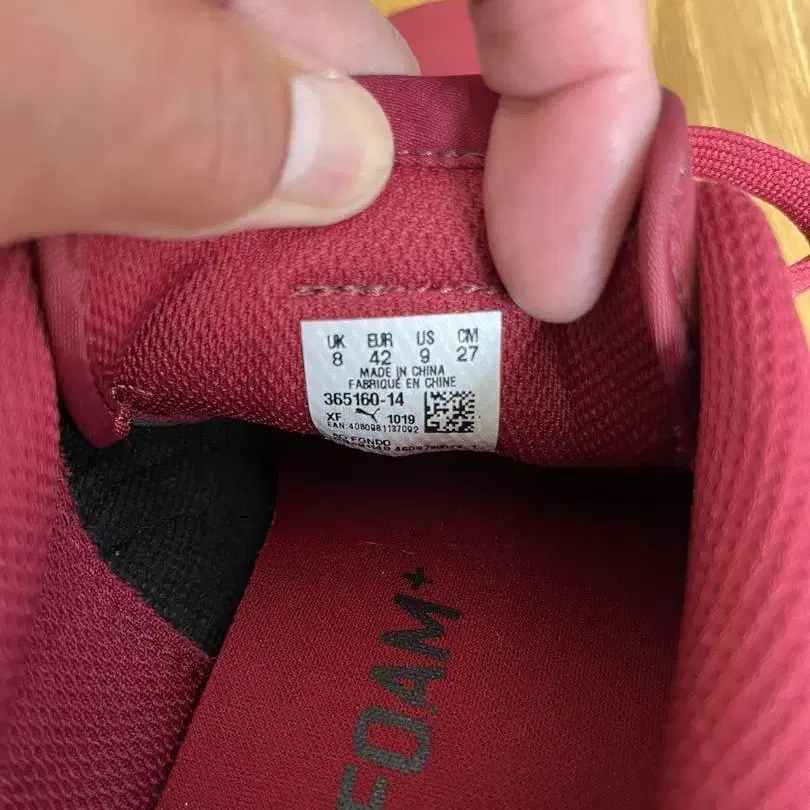 UK EUR US CM
8 42 9 27
MADE IN CHINA
FABRIQUÉ EN CHINE
365160-14
XF 1019
EAN:4060981137092
FOAM+